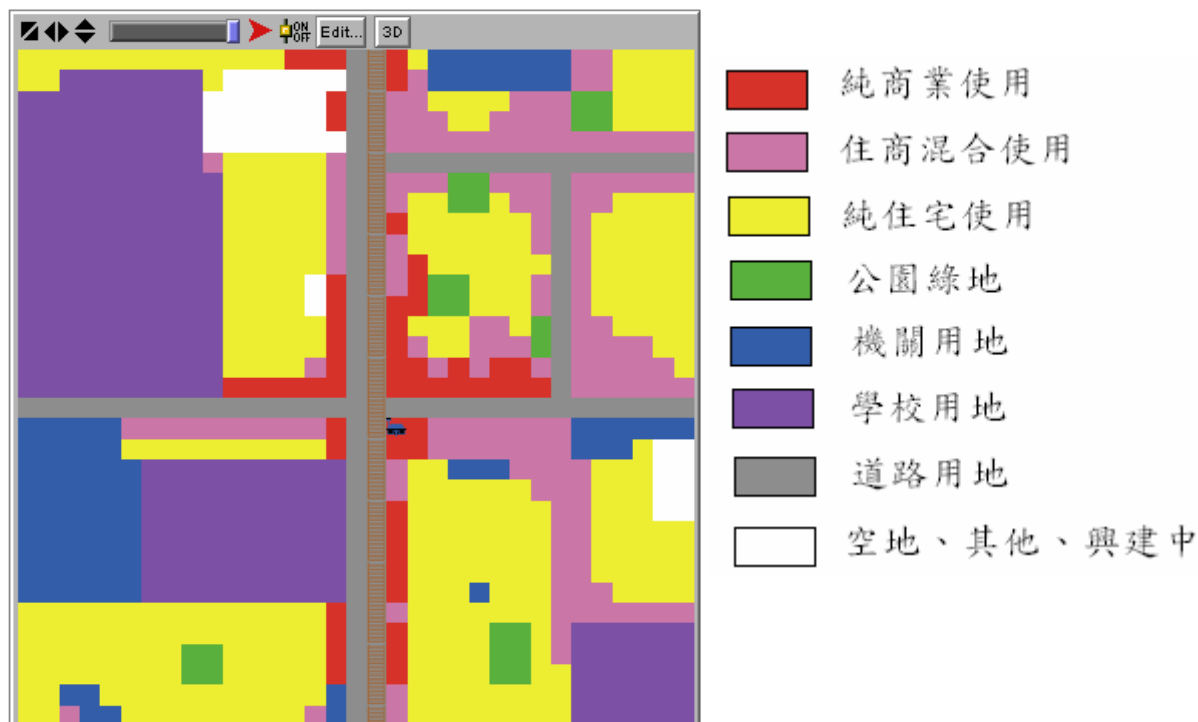 ON
OFF
Edit...
3D
純商業使用
住商混合使用
純住宅使用
公園綠地
機關用地
學校用地
道路用地
空地、其他、興建中